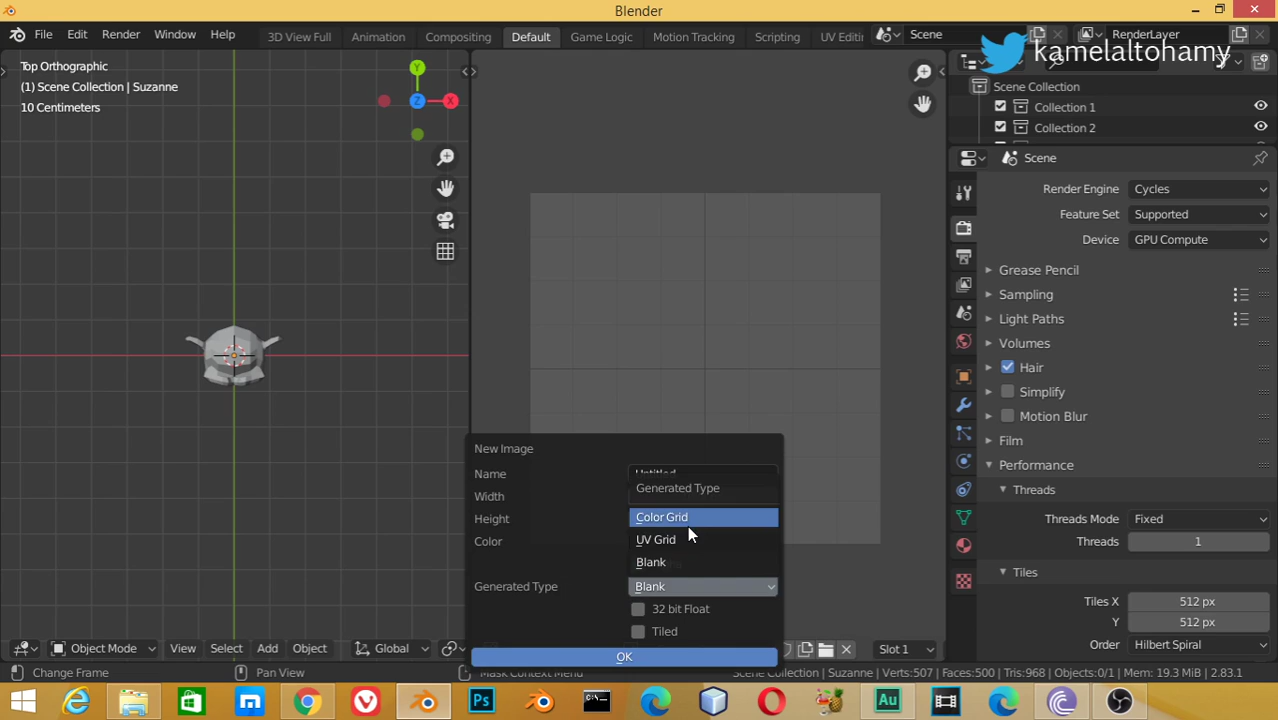 Blender
File Edit Render Window Help
3D View Full Animation Compositing Default Game Logic Motion Tracking Scripting UV Editi
Scene
RenderLayer
kamelaltohamy
Top Orthographic
(1) Scene Collection | Suzanne
10 Centimeters
Y
Z
X
Scene Collection
Collection 1
Collection 2
Scene
Render Engine Cycles
Feature Set Supported
Device GPU Compute
Grease Pencil
Sampling
Light Paths
Volumes
Hair
Simplify
Motion Blur
Film
Performance
Threads
Threads Mode Fixed
Threads 1
Tiles
Tiles X 512 px
Y 512 px
Order Hilbert Spiral
New Image
Name Untitled
Width
Height
Color
Generated Type
Color Grid
UV Grid
Blank
Generated Type Blank
32 bit Float
Tiled
OK
Object Mode View Select Add Object Global
Slot 1
Change Frame Pan View Mask Context Menu
Scene Collection | Suzanne | Verts:507 | Faces:500 | Tris:968 | Objects:0/1 | Mem: 2.83.1